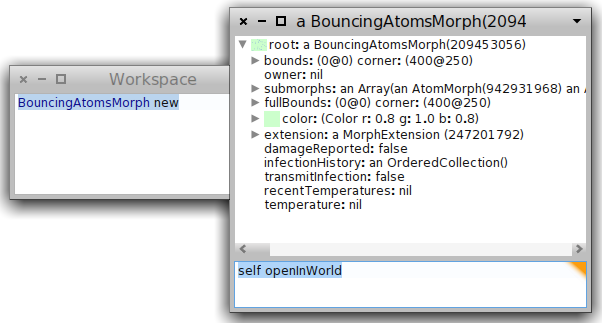 a BouncingAtomsMorph(2094
root: a BouncingAtomsMorph(209453056)
bounds: (0@0) corner: (400@250)
owner: nil
submorphs: an Array(an AtomMorph(942931968) an A
fullBounds: (0@0) corner: (400@250)
color: (Color r: 0.8 g: 1.0 b: 0.8)
extension: a MorphExtension (247201792)
damageReported: false
infectionHistory: an OrderedCollection()
transmitInfection: false
recentTemperatures: nil
temperature: nil
self openInWorld
Workspace
BouncingAtomsMorph new